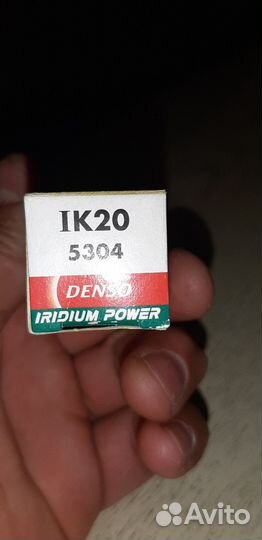 IK20
5304
DENSO
IRIDIUM POWER
Avito